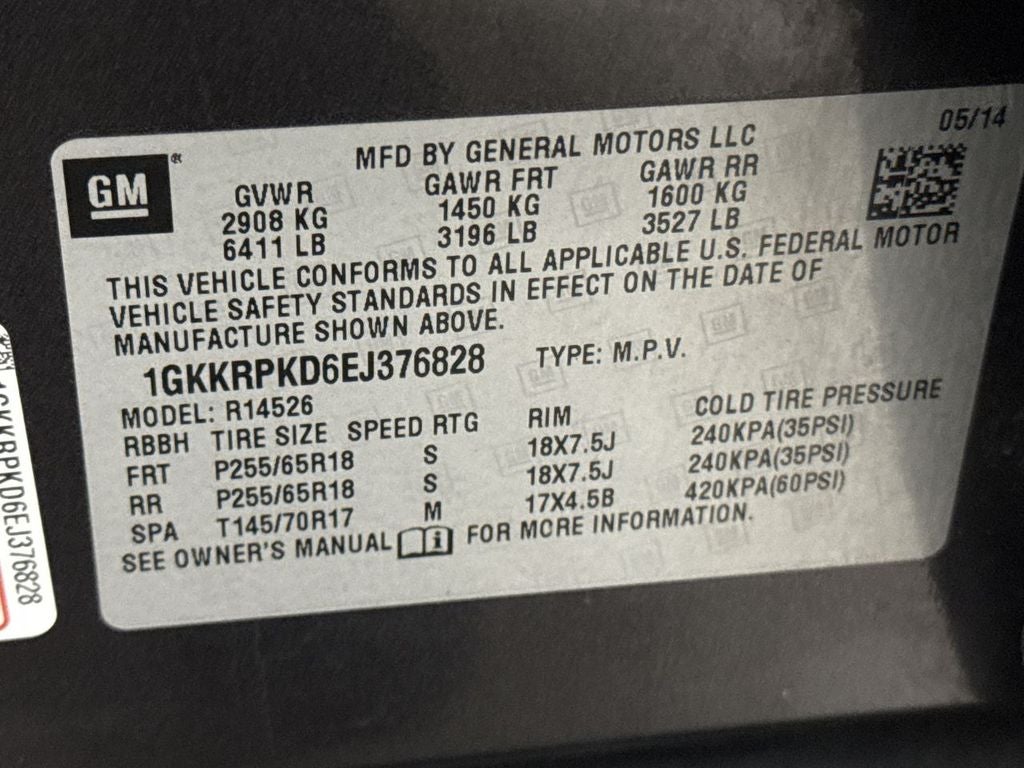 05/14
GM
®
MFD BY GENERAL MOTORS LLC
GVWR GAWR FRT GAWR RR
2908 KG 1450 KG 1600 KG
6411 LB 3196 LB 3527 LB
THIS VEHICLE CONFORMS TO ALL APPLICABLE U.S. FEDERAL MOTOR
VEHICLE SAFETY STANDARDS IN EFFECT ON THE DATE OF
MANUFACTURE SHOWN ABOVE.
1GKKRPKD6EJ376828 TYPE: M.P.V.
MODEL: R14526
RBBH TIRE SIZE SPEED RTG RIM COLD TIRE PRESSURE
FRT P255/65R18 S 18X7.5J 240KPA(35PSI)
RR P255/65R18 S 18X7.5J 240KPA(35PSI)
SPA T145/70R17 M 17X4.5B 420KPA(60PSI)
SEE OWNER'S MANUAL FOR MORE INFORMATION.
1GKKRPKD6EJ376828